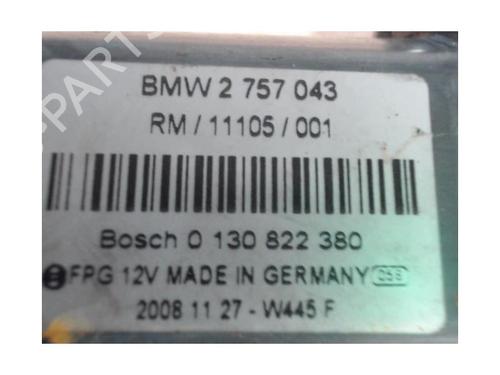 BMW 2 757 043
RM / 11105 / 001
Bosch 0 130 822 380
FPG 12V MADE IN GERMANY 058
2008 11 27 - W445 F